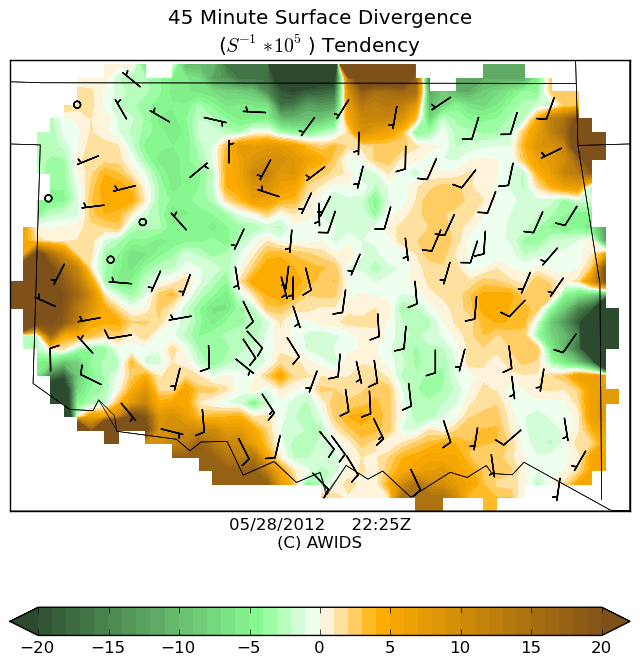 45 Minute Surface Divergence
(S⁻¹ * 10⁵ ) Tendency
05/28/2012 22:25Z
(C) AWIDS
−20 −15 −10 −5 0 5 10 15 20